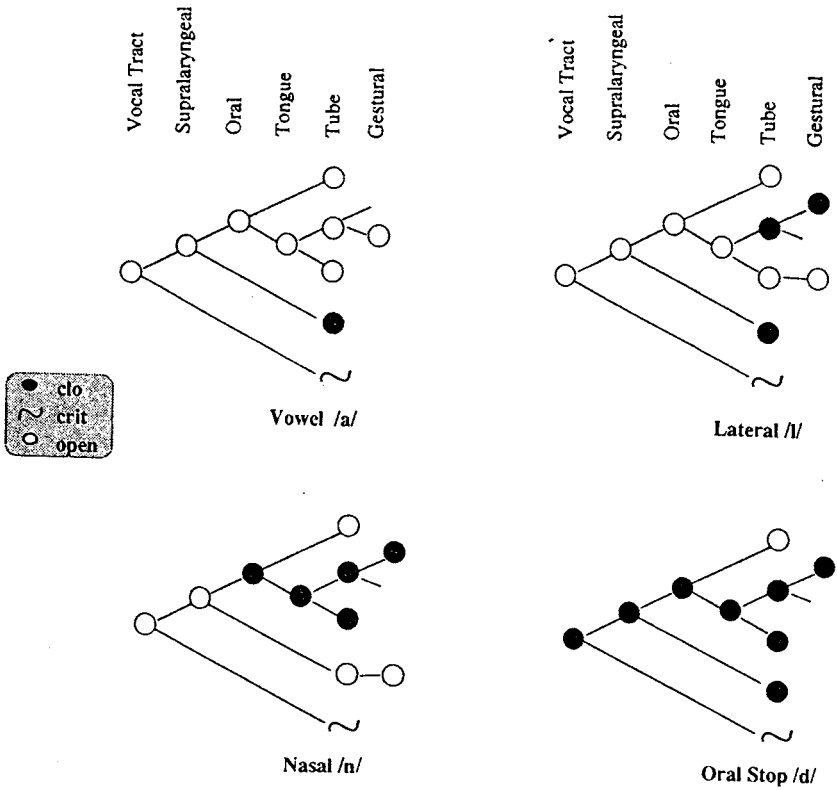 Vocal Tract
Supralaryngeal
Oral
Tongue
Tube
Gestural
Vocal Tract
Supralaryngeal
Oral
Tongue
Tube
Gestural
Vowel /a/
Lateral /l/
clo
crit
open
Nasal /n/
Oral Stop /d/